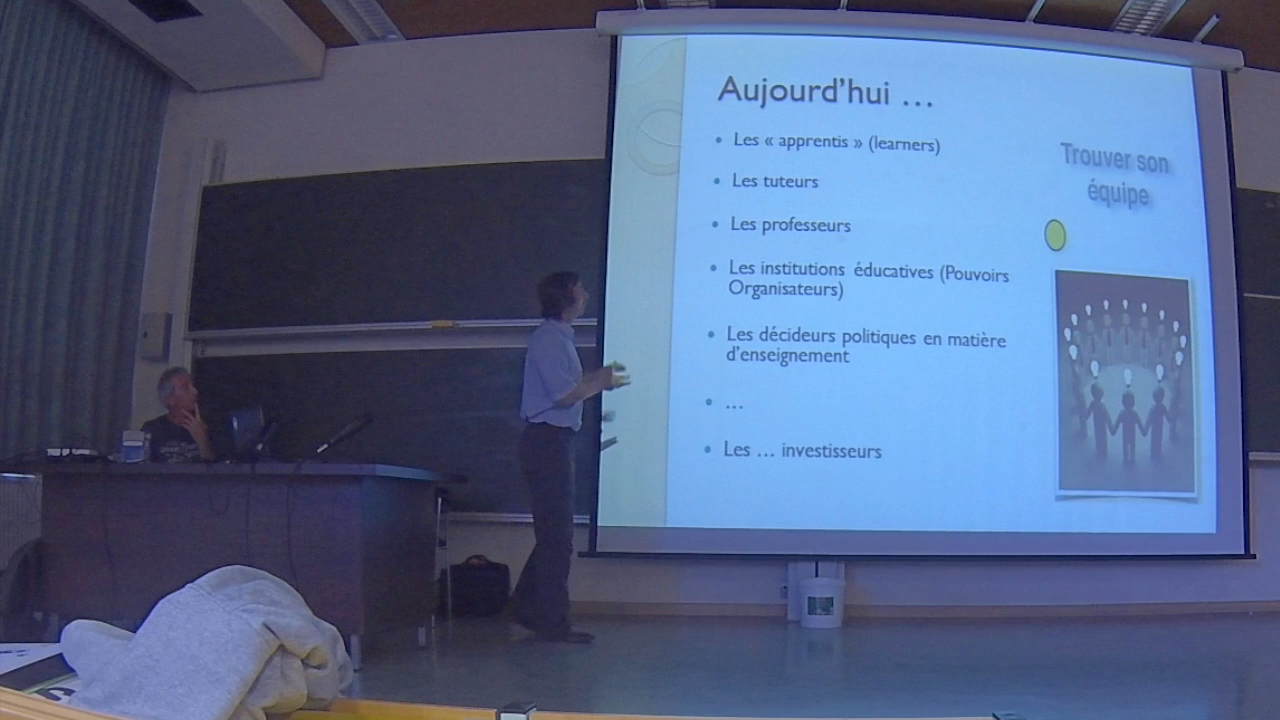 Aujourd'hui …
• Les « apprentis » (learners)
• Les tuteurs
• Les professeurs
• Les institutions éducatives (Pouvoirs
Organisateurs)
• Les décideurs politiques en matière
d'enseignement
• …
• Les … investisseurs
Trouver son
équipe